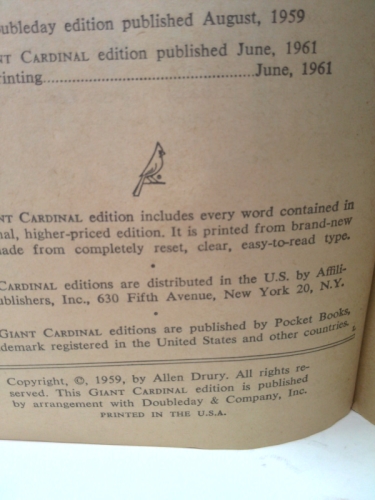 ubleday edition published August, 1959
NT CARDINAL edition published June, 1961
rinting..................................................June, 1961
NT CARDINAL edition includes every word contained in
nal, higher-priced edition. It is printed from brand-new
made from completely reset, clear, easy-to-read type.
CARDINAL editions are distributed in the U.S. by Affili-
ublishers, Inc., 630 Fifth Avenue, New York 20, N.Y.
GIANT CARDINAL editions are published by Pocket Books,
demark registered in the United States and other countries.
Copyright, ©, 1959, by Allen Drury. All rights re-
served. This GIANT CARDINAL edition is published
by arrangement with Doubleday & Company, Inc.
PRINTED IN THE U.S.A.